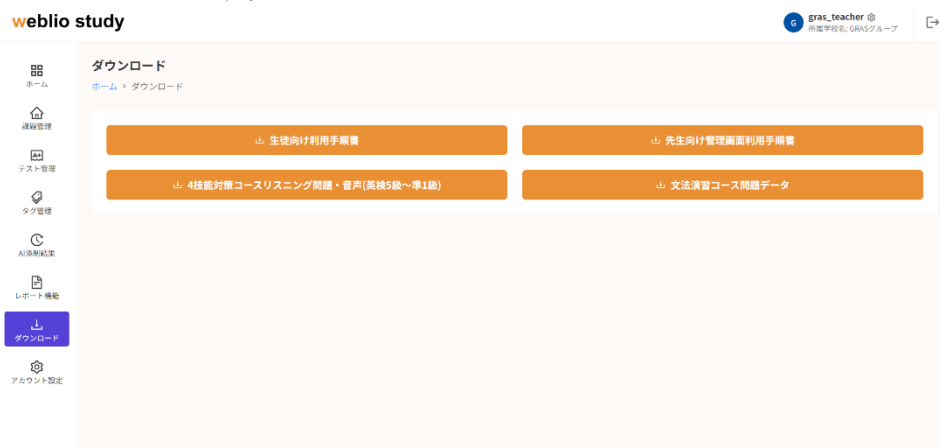 weblio study
G
gras_teacher
所属学校名: GRASグループ
ホーム
課題管理
A+
テスト管理
タグ管理
AI添削結果
レポート機能
ダウンロード
アカウント設定
ダウンロード
ホーム > ダウンロード
生徒向け利用手順書
先生向け管理画面利用手順書
4技能対策コースリスニング問題・音声(英検5級〜準1級)
文法演習コース問題データ